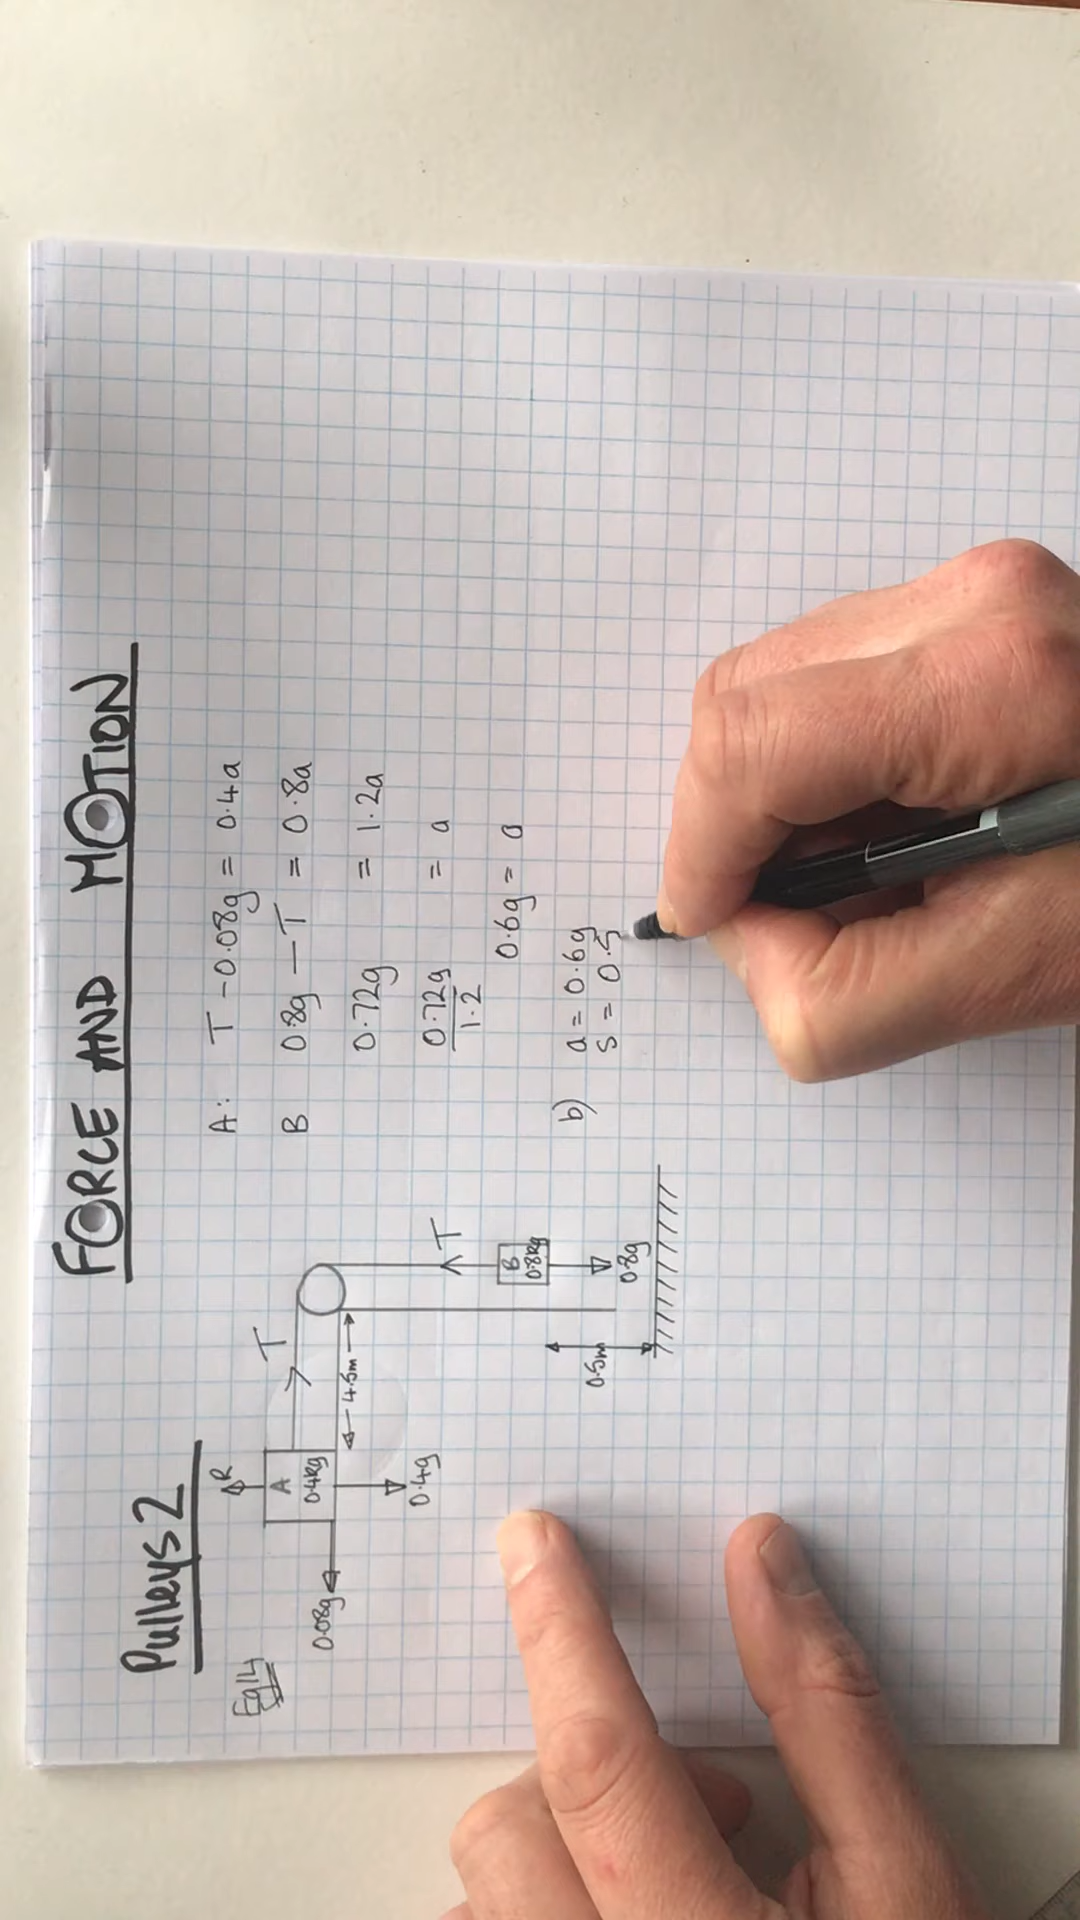 FORCE AND MOTION
Pulleys 2
Eg14
R
T
A
0.4kg
0.08g
0.4g
4.5m
T
B
0.8kg
0.8g
0.5m
A: T - 0.08g = 0.4a
B 0.8g - T = 0.8a
0.72g = 1.2a
0.72g = a
1.2
0.6g = a
b) a = 0.6g
s = 0.5